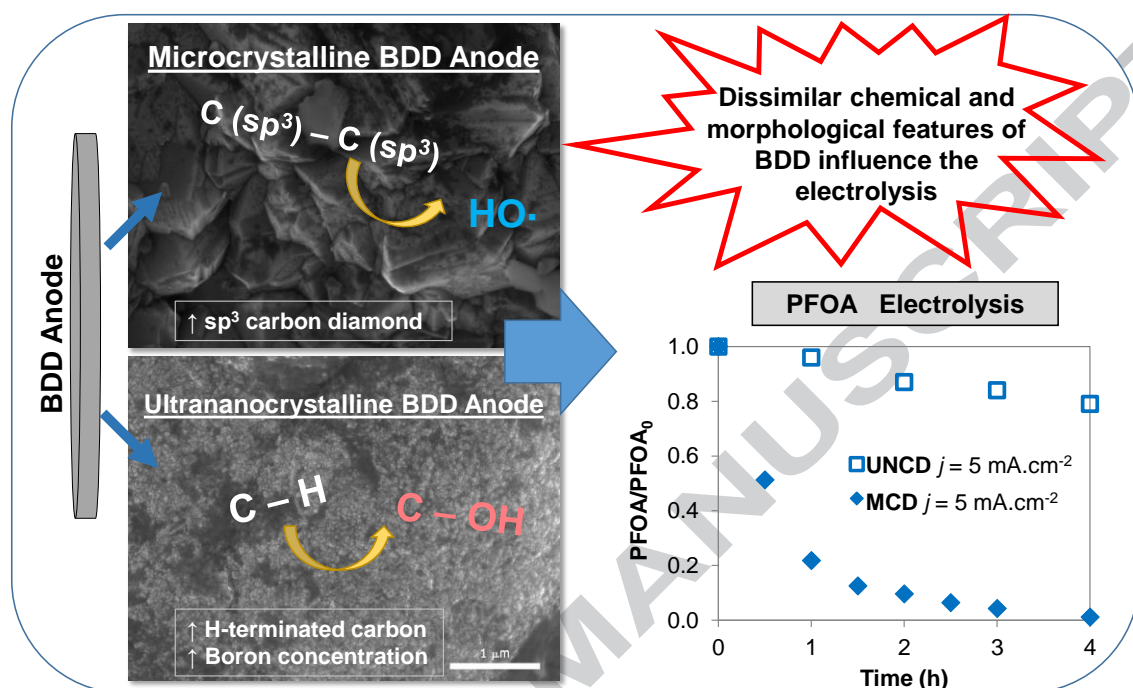 BDD Anode
Microcrystalline BDD Anode
C (sp³) – C (sp³)
HO·
↑ sp³ carbon diamond
Ultrananocrystalline BDD Anode
C – H
C – OH
↑ H-terminated carbon
↑ Boron concentration
1 μm
Dissimilar chemical and
morphological features of
BDD influence the
electrolysis
PFOA Electrolysis
PFOA/PFOA₀
1.0
0.8
0.6
0.4
0.2
0.0
UNCD j = 5 mA.cm⁻²
MCD j = 5 mA.cm⁻²
0 1 2 3 4
Time (h)
MANUSCRIPT